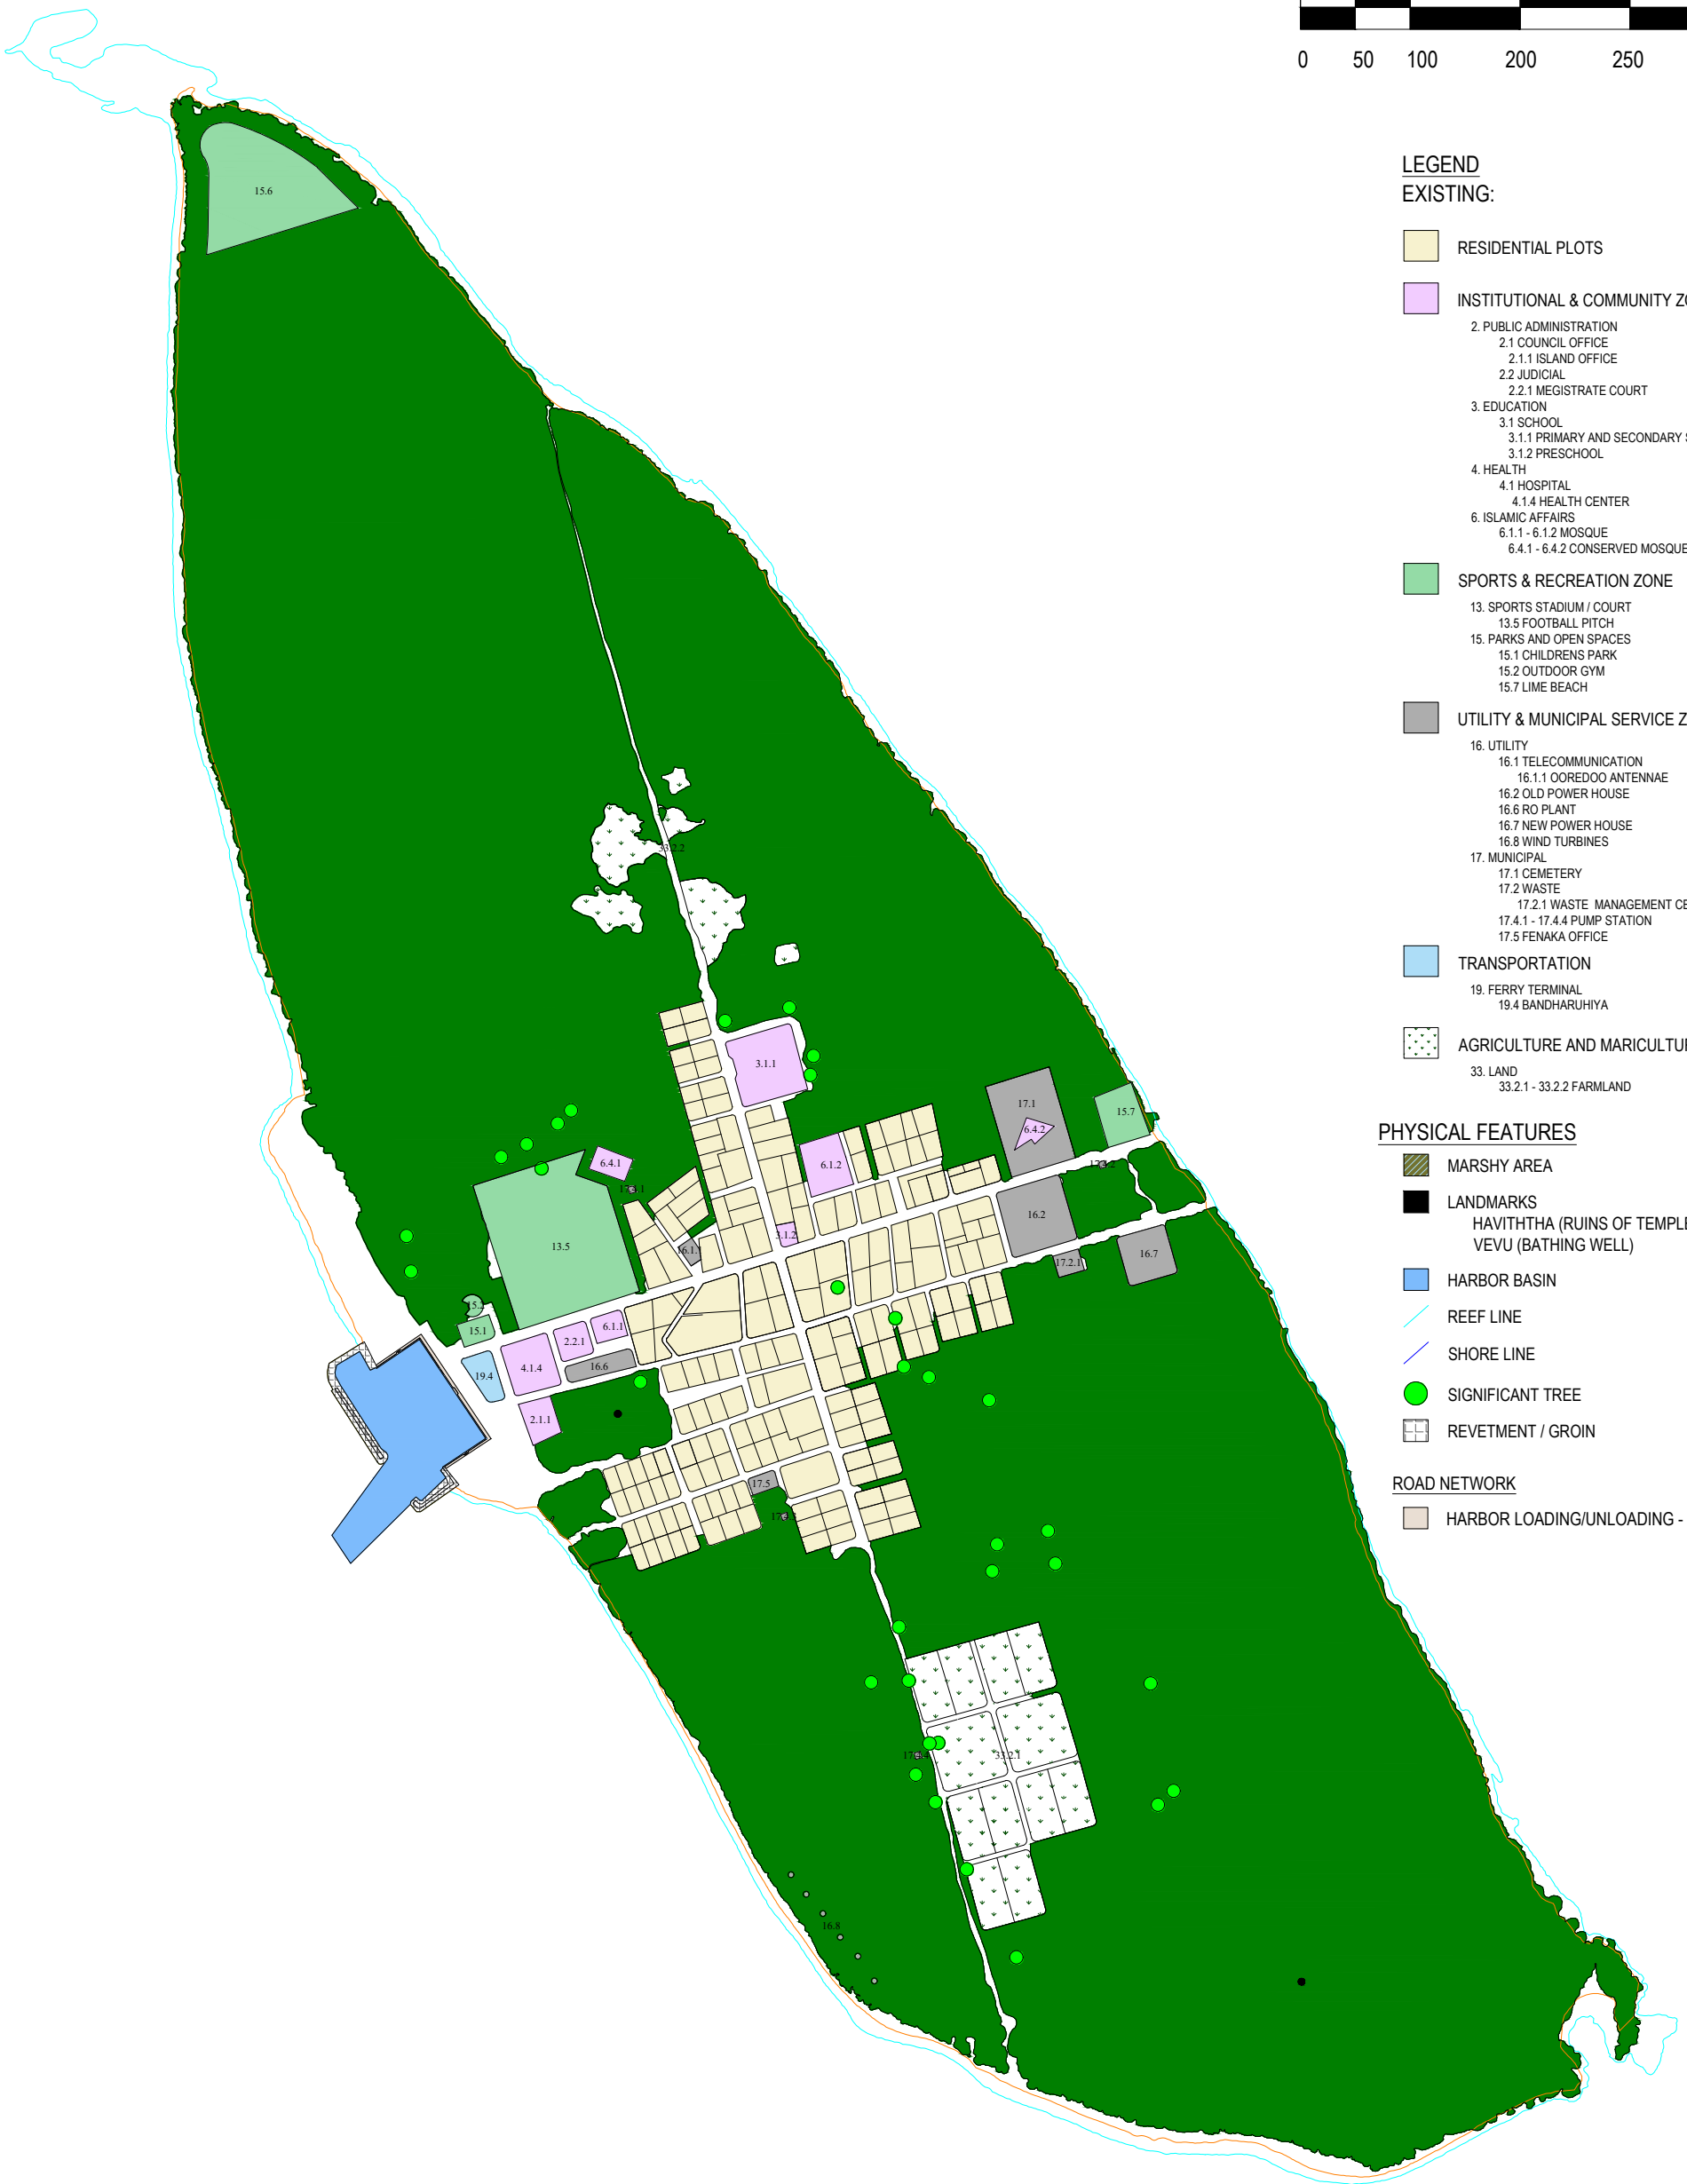 0 50 100 200 250
LEGEND
EXISTING:
RESIDENTIAL PLOTS
INSTITUTIONAL & COMMUNITY
2. PUBLIC ADMINISTRATION
2.1 COUNCIL OFFICE
2.1.1 ISLAND OFFICE
2.2 JUDICIAL
2.2.1 MEGISTRATE COURT
3. EDUCATION
3.1 SCHOOL
3.1.1 PRIMARY AND SECONDARY
3.1.2 PRESCHOOL
4. HEALTH
4.1 HOSPITAL
4.1.4 HEALTH CENTER
6. ISLAMIC AFFAIRS
6.1.1 - 6.1.2 MOSQUE
6.4.1 - 6.4.2 CONSERVED MOSQUE
SPORTS & RECREATION ZONE
13. SPORTS STADIUM / COURT
13.5 FOOTBALL PITCH
15. PARKS AND OPEN SPACES
15.1 CHILDRENS PARK
15.2 OUTDOOR GYM
15.7 LIME BEACH
UTILITY & MUNICIPAL SERVICE
16. UTILITY
16.1 TELECOMMUNICATION
16.1.1 OOREDOO ANTENNAE
16.2 OLD POWER HOUSE
16.6 RO PLANT
16.7 NEW POWER HOUSE
16.8 WIND TURBINES
17. MUNICIPAL
17.1 CEMETERY
17.2 WASTE
17.2.1 WASTE MANAGEMENT
17.4.1 - 17.4.4 PUMP STATION
17.5 FENAKA OFFICE
TRANSPORTATION
19. FERRY TERMINAL
19.4 BANDHARUHIYA
AGRICULTURE AND
33. LAND
33.2.1 - 33.2.2 FARMLAND
PHYSICAL FEATURES
MARSHY AREA
LANDMARKS
HAVITHTHA (RUINS OF
VEVU (BATHING WELL)
HARBOR BASIN
REEF LINE
SHORE LINE
SIGNIFICANT TREE
REVETMENT / GROIN
ROAD NETWORK
HARBOR LOADING/UNLOADING -
15.6
33.2.2
3.1.1
17.1
15.7
6.4.2
6.4.1
6.1.2
17.4.1
16.2
3.1.2
13.5
16.7
17.2.1
15.1
6.1.1
2.2.1
4.1.4
16.6
19.4
2.1.1
17.5
33.2.1
16.8